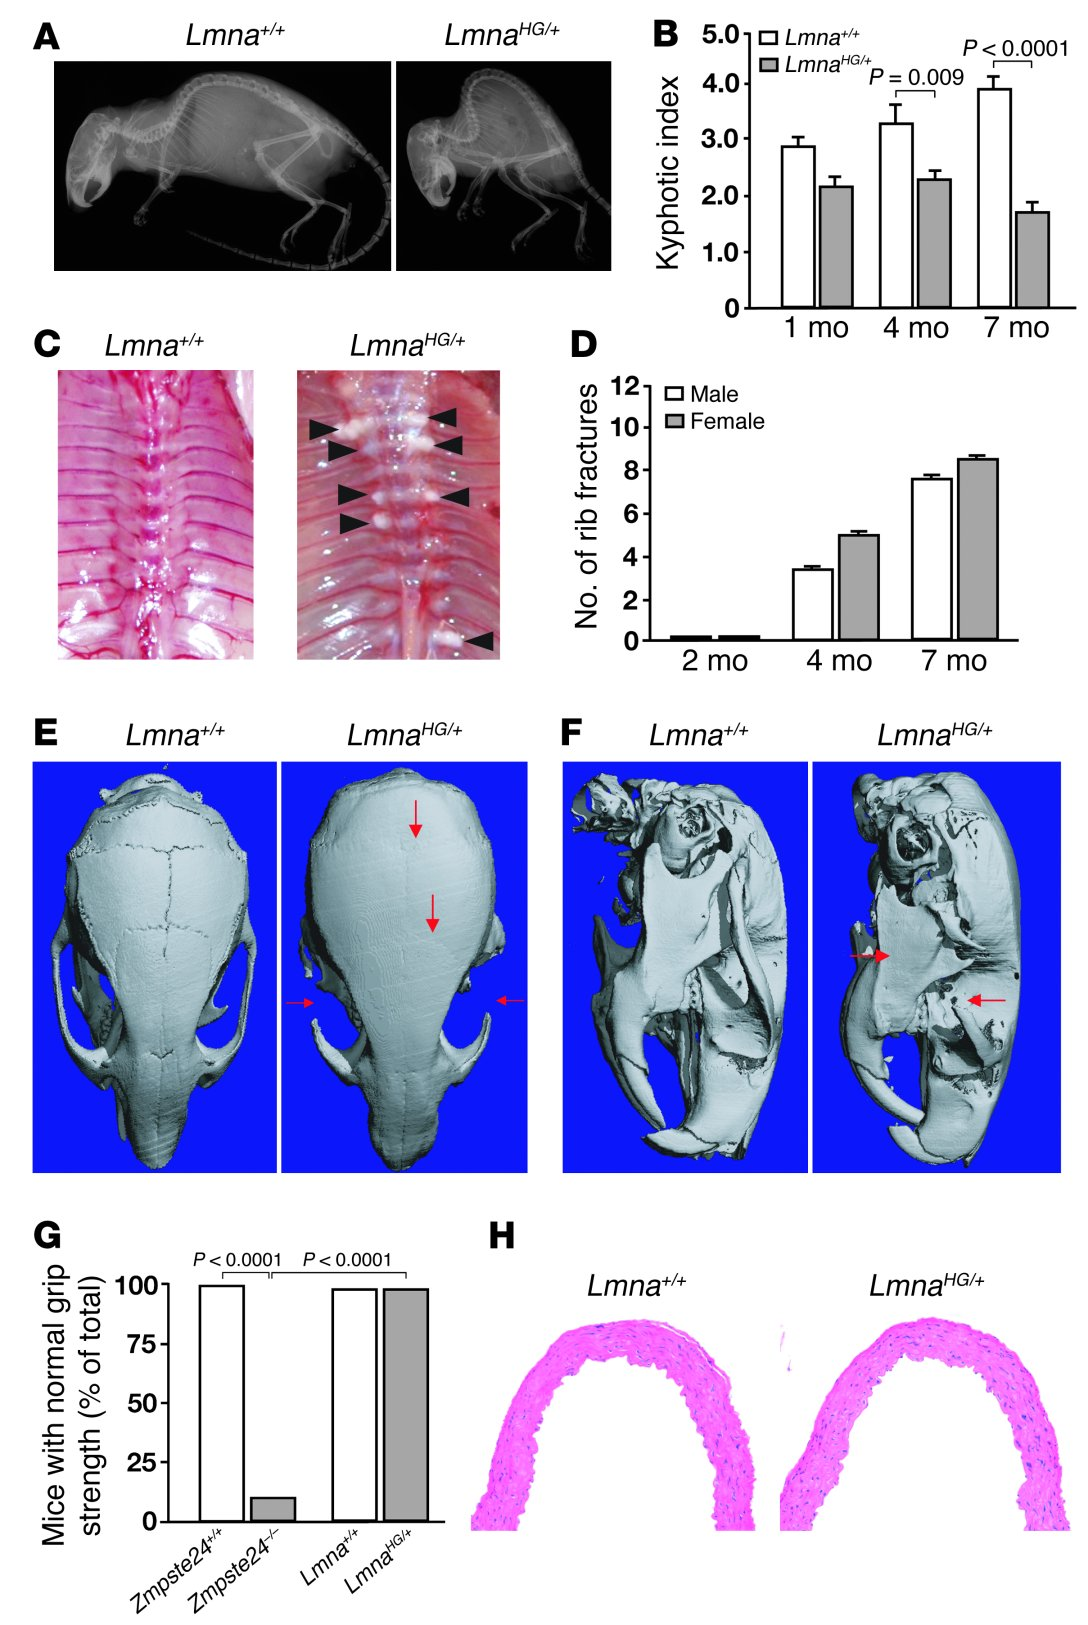 A
Lmna+/+
LmnaHG/+
B
Kyphotic index
5.0
4.0
3.0
2.0
1.0
0
Lmna+/+
LmnaHG/+
P = 0.009
P < 0.0001
1 mo
4 mo
7 mo
C
Lmna+/+
LmnaHG/+
D
No. of rib fractures
12
10
8
6
4
2
0
Male
Female
2 mo
4 mo
7 mo
E
Lmna+/+
LmnaHG/+
F
Lmna+/+
LmnaHG/+
G
Mice with normal grip
strength (% of total)
100
75
50
25
0
P < 0.0001
P < 0.0001
Zmpste24+/+
Zmpste24–/–
Lmna+/+
LmnaHG/+
H
Lmna+/+
LmnaHG/+